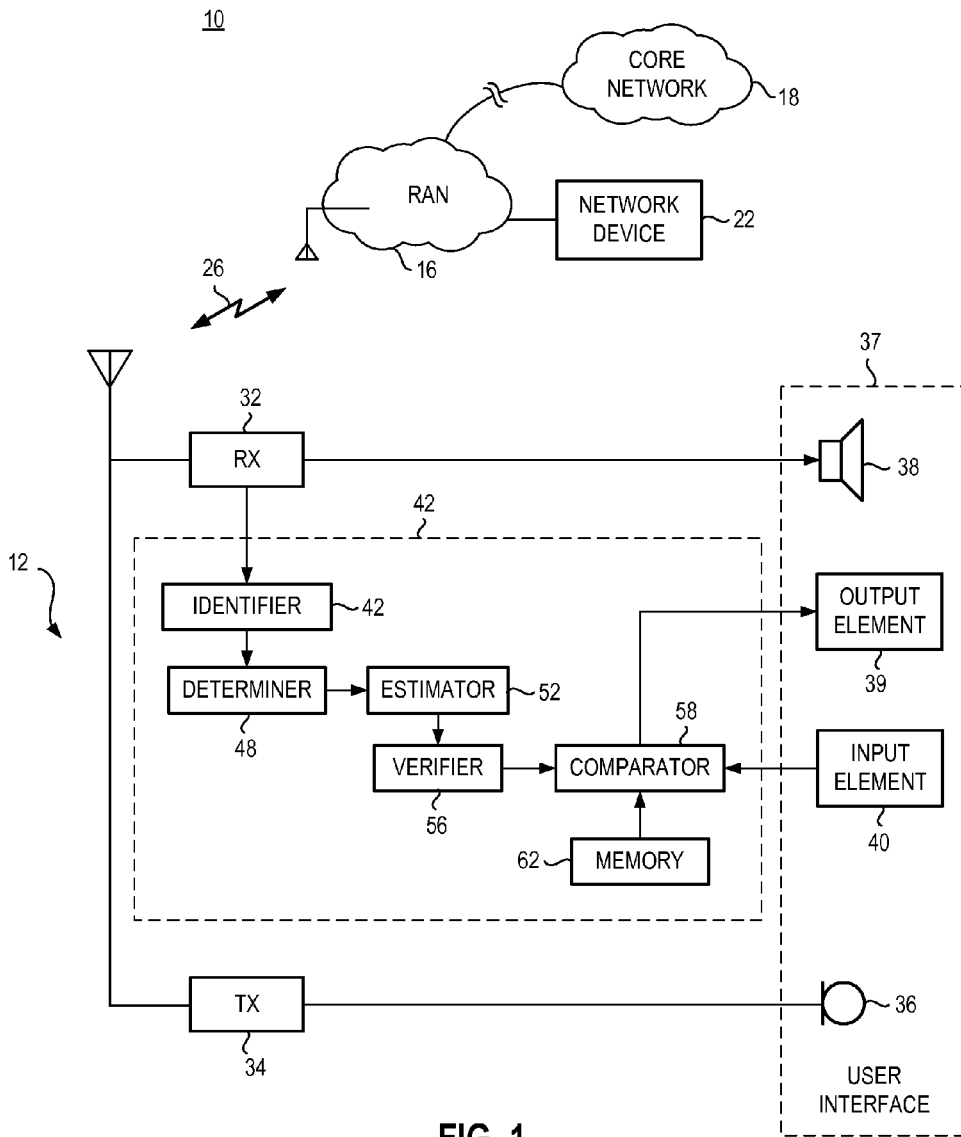 10
CORE
NETWORK
18
RAN
NETWORK
DEVICE
22
16
26
37
32
RX
38
42
12
IDENTIFIER
42
OUTPUT
ELEMENT
39
DETERMINER
48
ESTIMATOR
52
58
VERIFIER
56
COMPARATOR
INPUT
ELEMENT
40
62
MEMORY
TX
34
36
USER
INTERFACE
FIG. 1